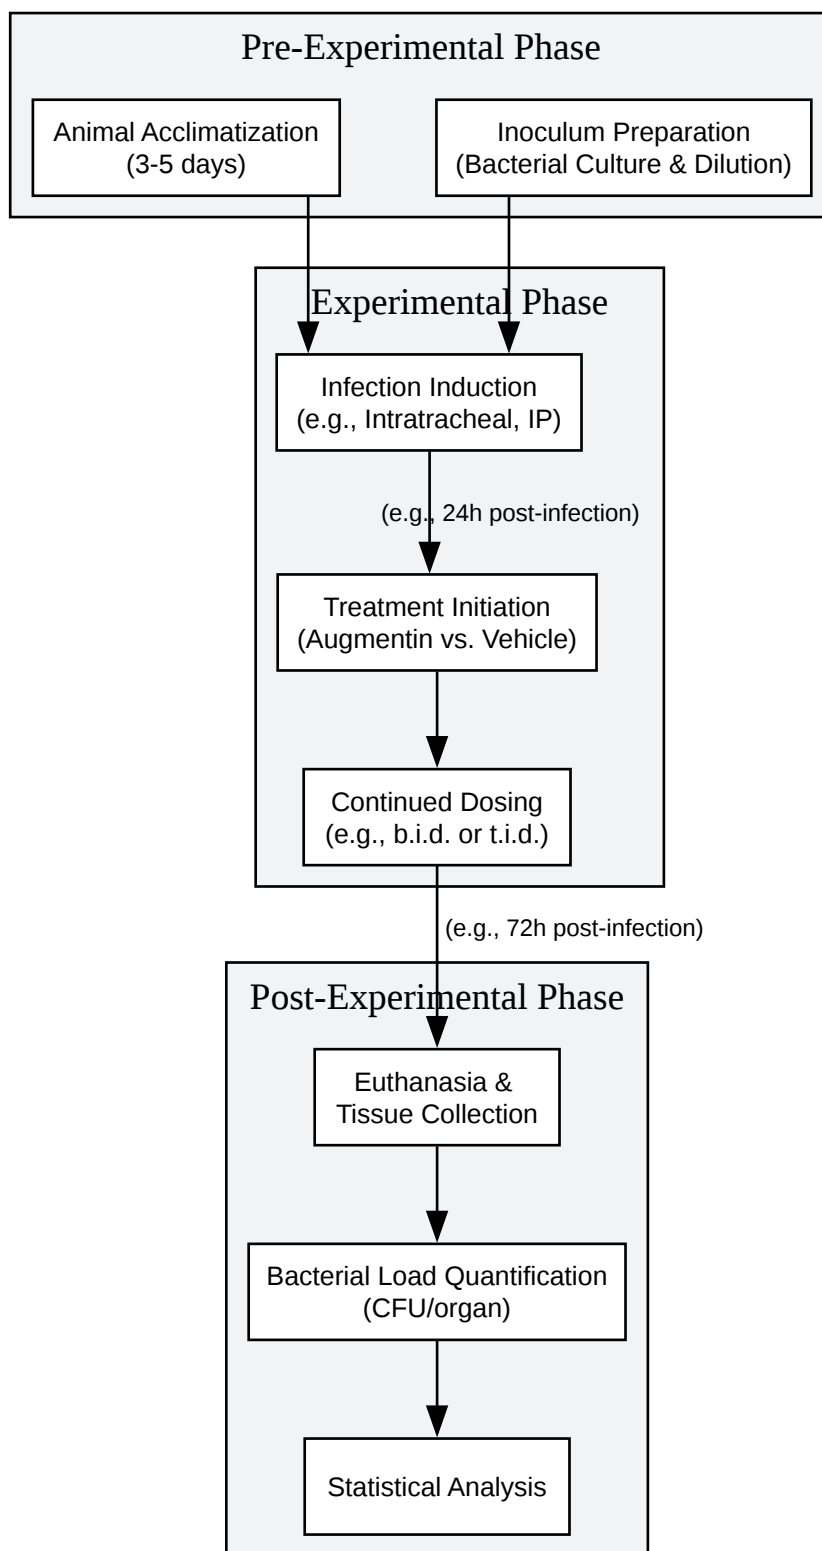 Pre-Experimental Phase
Animal Acclimatization
(3-5 days)
Inoculum Preparation
(Bacterial Culture & Dilution)
Experimental Phase
Infection Induction
(e.g., Intratracheal, IP)
(e.g., 24h post-infection)
Treatment Initiation
(Augmentin vs. Vehicle)
Continued Dosing
(e.g., b.i.d. or t.i.d.)
(e.g., 72h post-infection)
Post-Experimental Phase
Euthanasia &
Tissue Collection
Bacterial Load Quantification
(CFU/organ)
Statistical Analysis